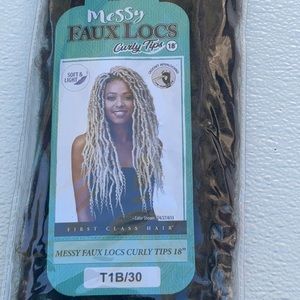 MeSSy
FAUX LOCS
Curly Tips 18"
SOFT &
LIGHT
FIRST CLASS HAIR
MESSY FAUX LOCS CURLY TIPS 18"
T1B/30